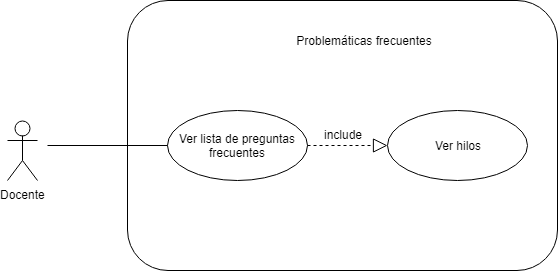 Problemáticas frecuentes
Ver lista de preguntas
frecuentes
include
Ver hilos
Docente